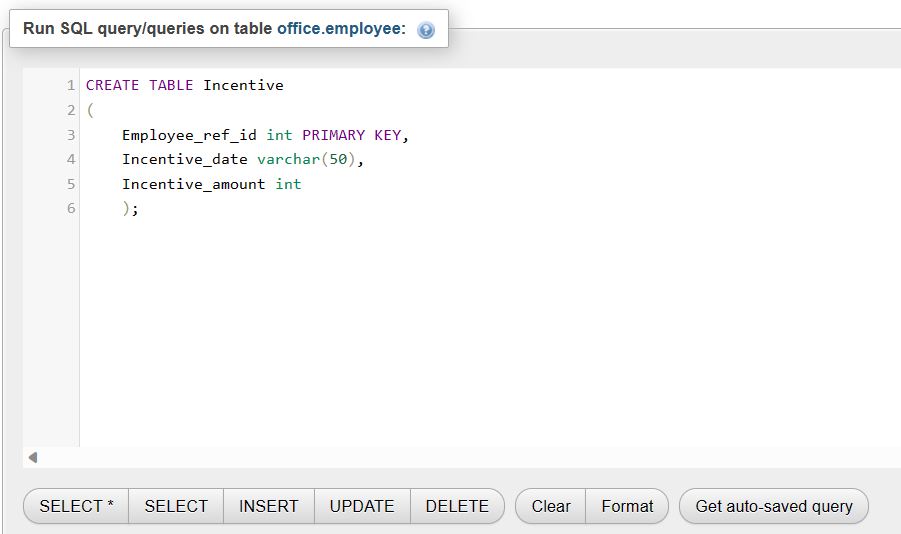 Run SQL query/queries on table office.employee:
1 CREATE TABLE Incentive
2 (
3 Employee_ref_id int PRIMARY KEY,
4 Incentive_date varchar(50),
5 Incentive_amount int
6 );
SELECT * SELECT INSERT UPDATE DELETE Clear Format Get auto-saved query